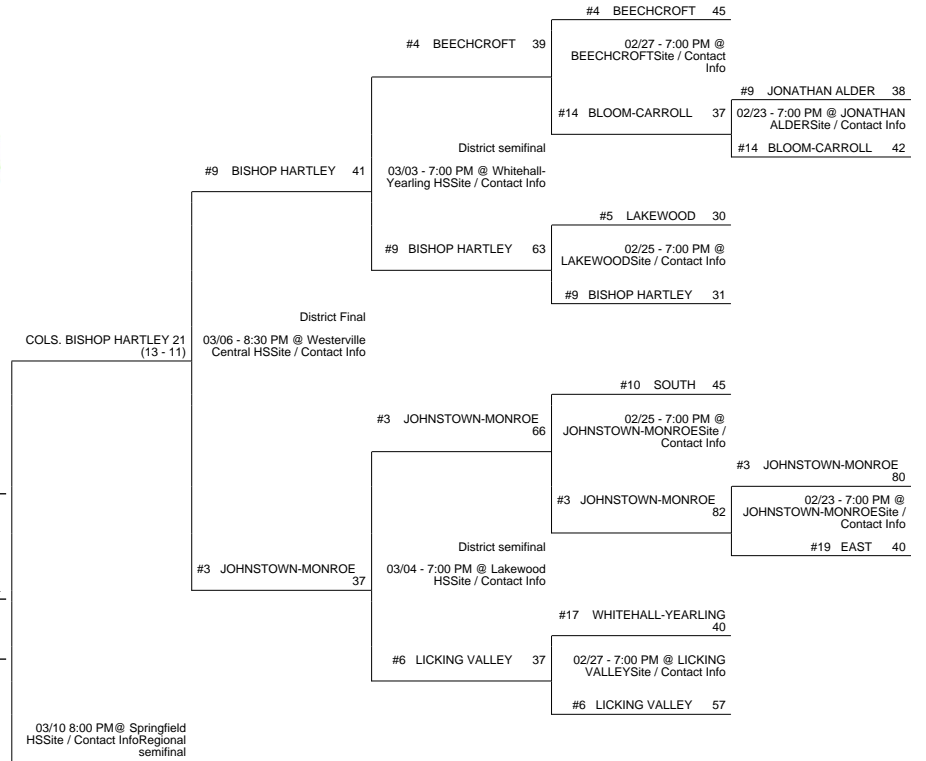 #4 BEECHCROFT 45
#4 BEECHCROFT 39
02/27 - 7:00 PM @
BEECHCROFTSite / Contact
Info
#9 JONATHAN ALDER 38
#14 BLOOM-CARROLL 37
02/23 - 7:00 PM @ JONATHAN
ALDERSite / Contact Info
#14 BLOOM-CARROLL 42
District semifinal
#9 BISHOP HARTLEY 41
03/03 - 7:00 PM @ Whitehall-
Yearling HSSite / Contact Info
#5 LAKEWOOD 30
#9 BISHOP HARTLEY 63
02/25 - 7:00 PM @
LAKEWOODSite / Contact Info
#9 BISHOP HARTLEY 31
District Final
COLS. BISHOP HARTLEY 21
(13 - 11)
03/06 - 8:30 PM @ Westerville
Central HSSite / Contact Info
#10 SOUTH 45
#3 JOHNSTOWN-MONROE
66
02/25 - 7:00 PM @
JOHNSTOWN-MONROESite /
Contact Info
#3 JOHNSTOWN-MONROE
80
#3 JOHNSTOWN-MONROE
82
02/23 - 7:00 PM @
JOHNSTOWN-MONROESite /
Contact Info
#19 EAST 40
District semifinal
#3 JOHNSTOWN-MONROE
37
03/04 - 7:00 PM @ Lakewood
HSSite / Contact Info
#17 WHITEHALL-YEARLING
40
#6 LICKING VALLEY 37
02/27 - 7:00 PM @ LICKING
VALLEYSite / Contact Info
#6 LICKING VALLEY 57
03/10 8:00 PM@ Springfield
HSSite / Contact InfoRegional
semifinal